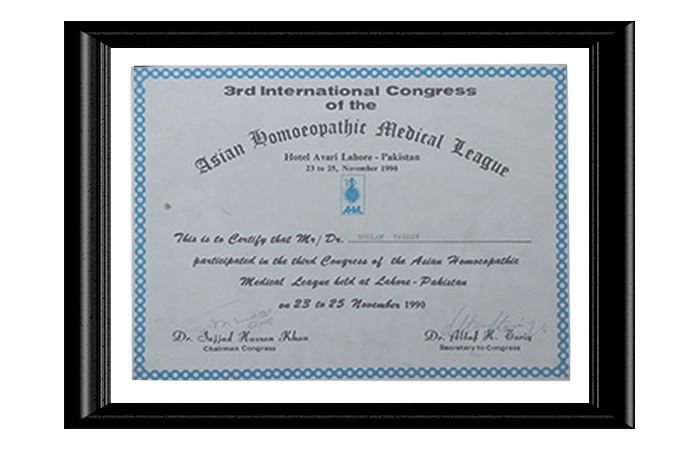 3rd International Congress
of the
Asian Homoeopathic Medical League
Hotel Avari Lahore - Pakistan
23 to 25, November 1990
This is to Certify that Mr/Dr.
participated in the third Congress of the Asian Homoeopathic
Medical League held at Lahore-Pakistan
on 23 to 25 November 1990
Dr. Sajjad Hussan Khan
Chairman Congress
Dr. Altaf H. Tariq
Secretary to Congress